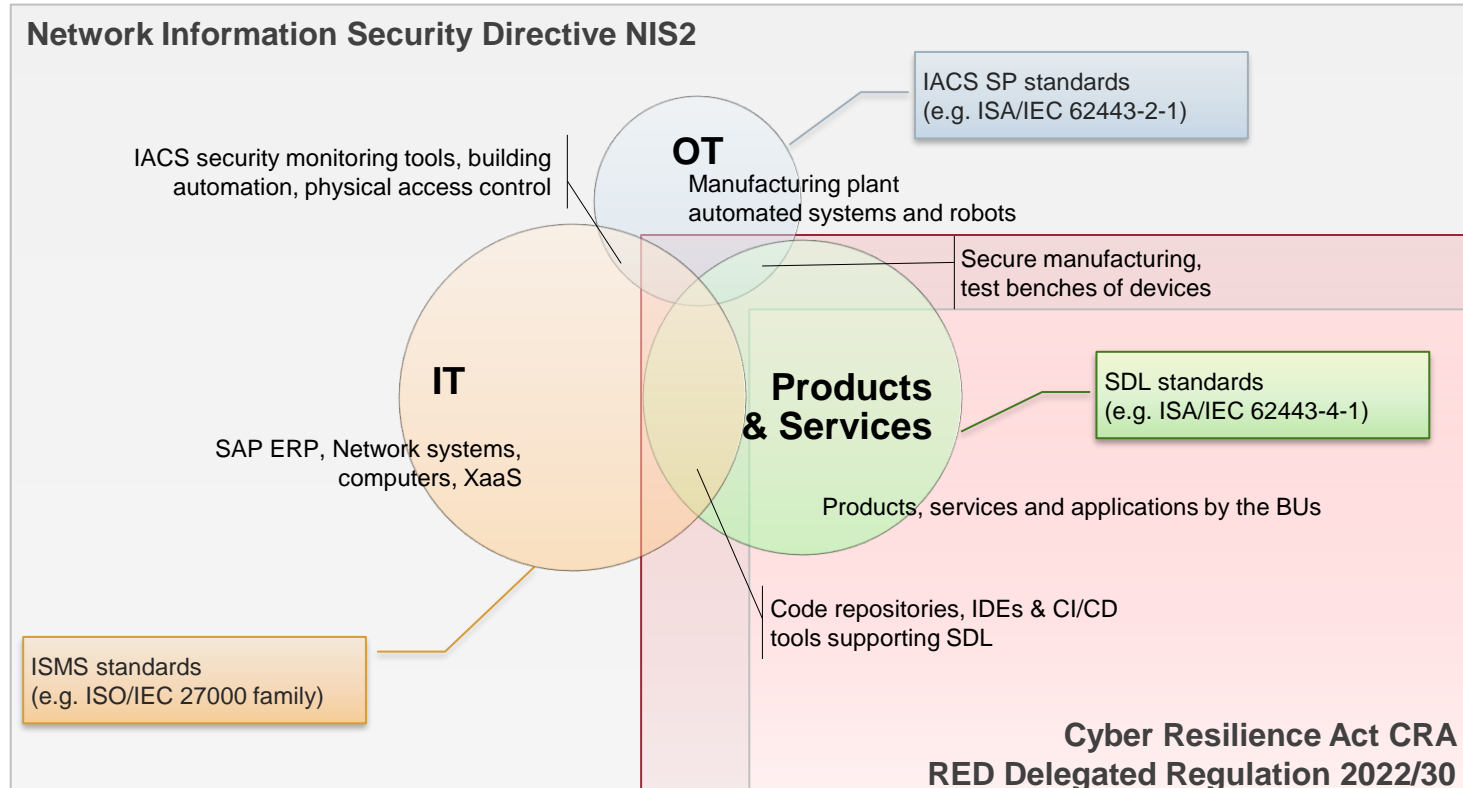 Network Information Security Directive NIS2
IACS SP standards
(e.g. ISA/IEC 62443-2-1)
OT
IACS security monitoring tools, building
automation, physical access control
Manufacturing plant
automated systems and robots
Secure manufacturing,
test benches of devices
IT
Products
& Services
SDL standards
(e.g. ISA/IEC 62443-4-1)
SAP ERP, Network systems,
computers, XaaS
Products, services and applications by the BUs
Code repositories, IDEs & CI/CD
tools supporting SDL
ISMS standards
(e.g. ISO/IEC 27000 family)
Cyber Resilience Act CRA
RED Delegated Regulation 2022/30